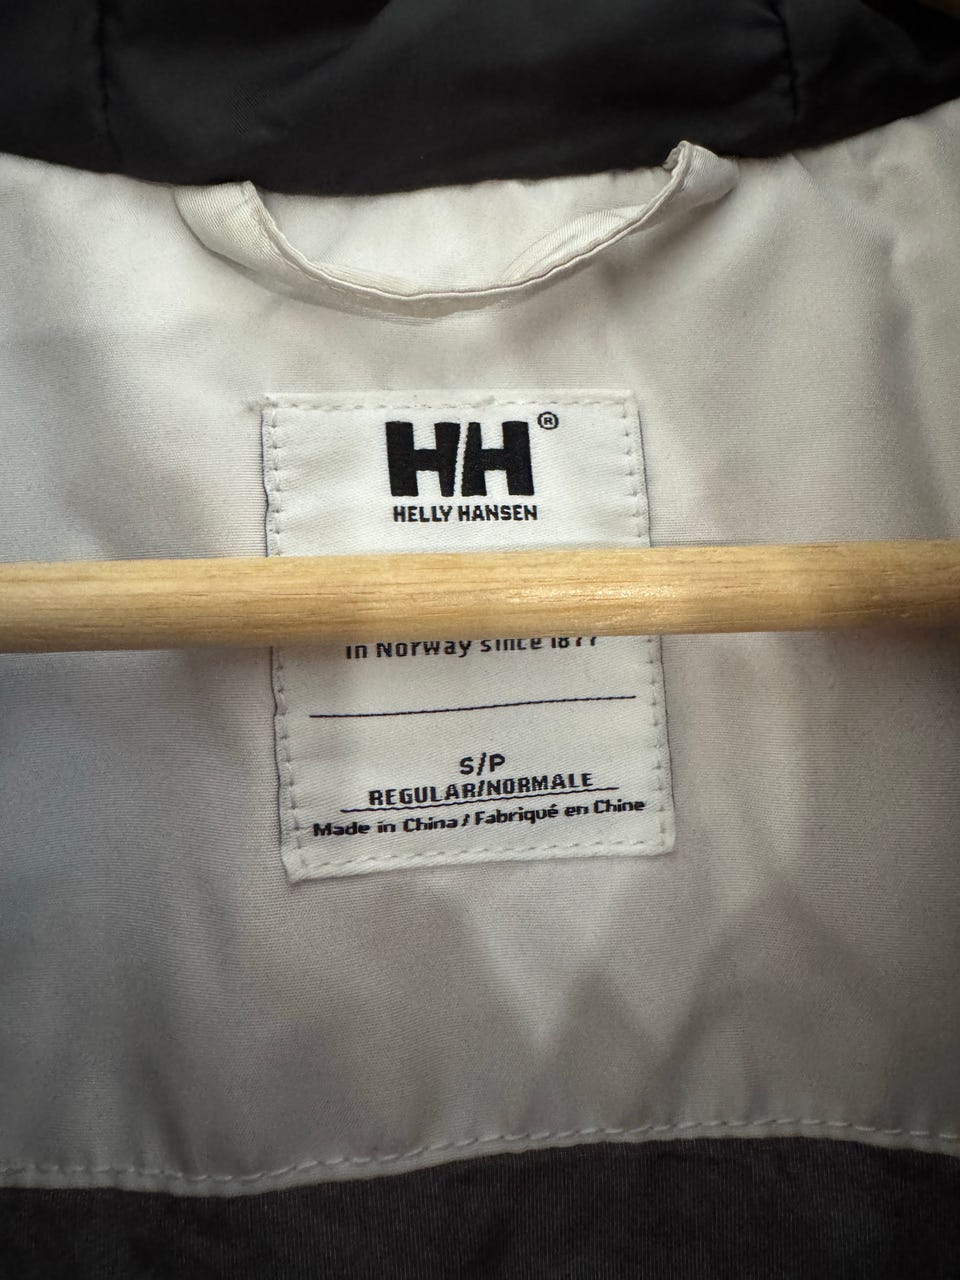 HH®
HELLY HANSEN
in Norway since 1877
S/P
REGULAR/NORMALE
Made in China / Fabriqué en Chine